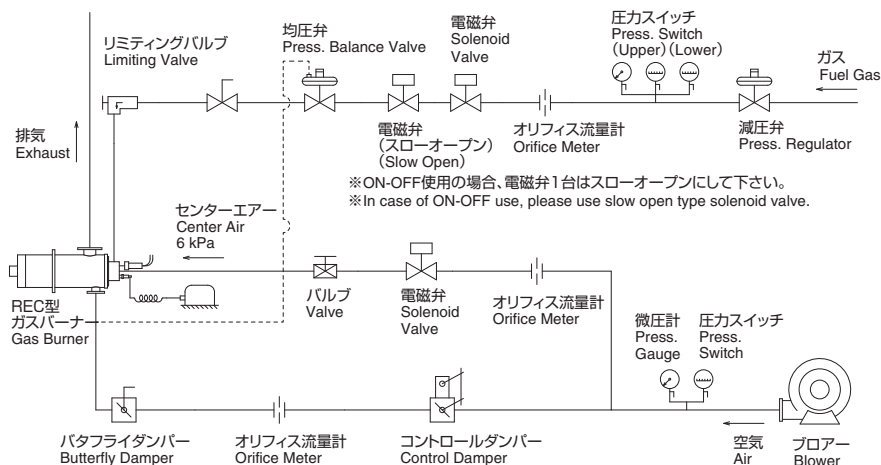 リミティングバルブ
Limiting Valve
均圧弁
Press. Balance Valve
電磁弁
Solenoid
Valve
圧力スイッチ
Press. Switch
(Upper)(Lower)
ガス
Fuel Gas
排気
Exhaust
電磁弁
(スローオープン)
(Slow Open)
オリフィス流量計
Orifice Meter
減圧弁
Press. Regulator
※ON-OFF使用の場合、電磁弁1台はスローオープンにして下さい。
※In case of ON-OFF use, please use slow open type solenoid valve.
センターエアー
Center Air
6 kPa
REC型
ガスバーナー
Gas Burner
バルブ
Valve
電磁弁
Solenoid
Valve
オリフィス流量計
Orifice Meter
微圧計
Press.
Gauge
圧力スイッチ
Press.
Switch
バタフライダンパー
Butterfly Damper
オリフィス流量計
Orifice Meter
コントロールダンパー
Control Damper
空気
Air
ブロアー
Blower